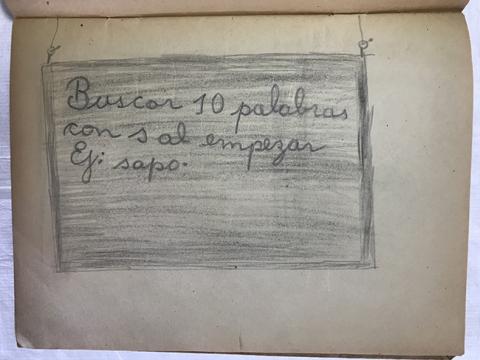 Buscar 10 palabras
con s al empezar
Ej: sapo.